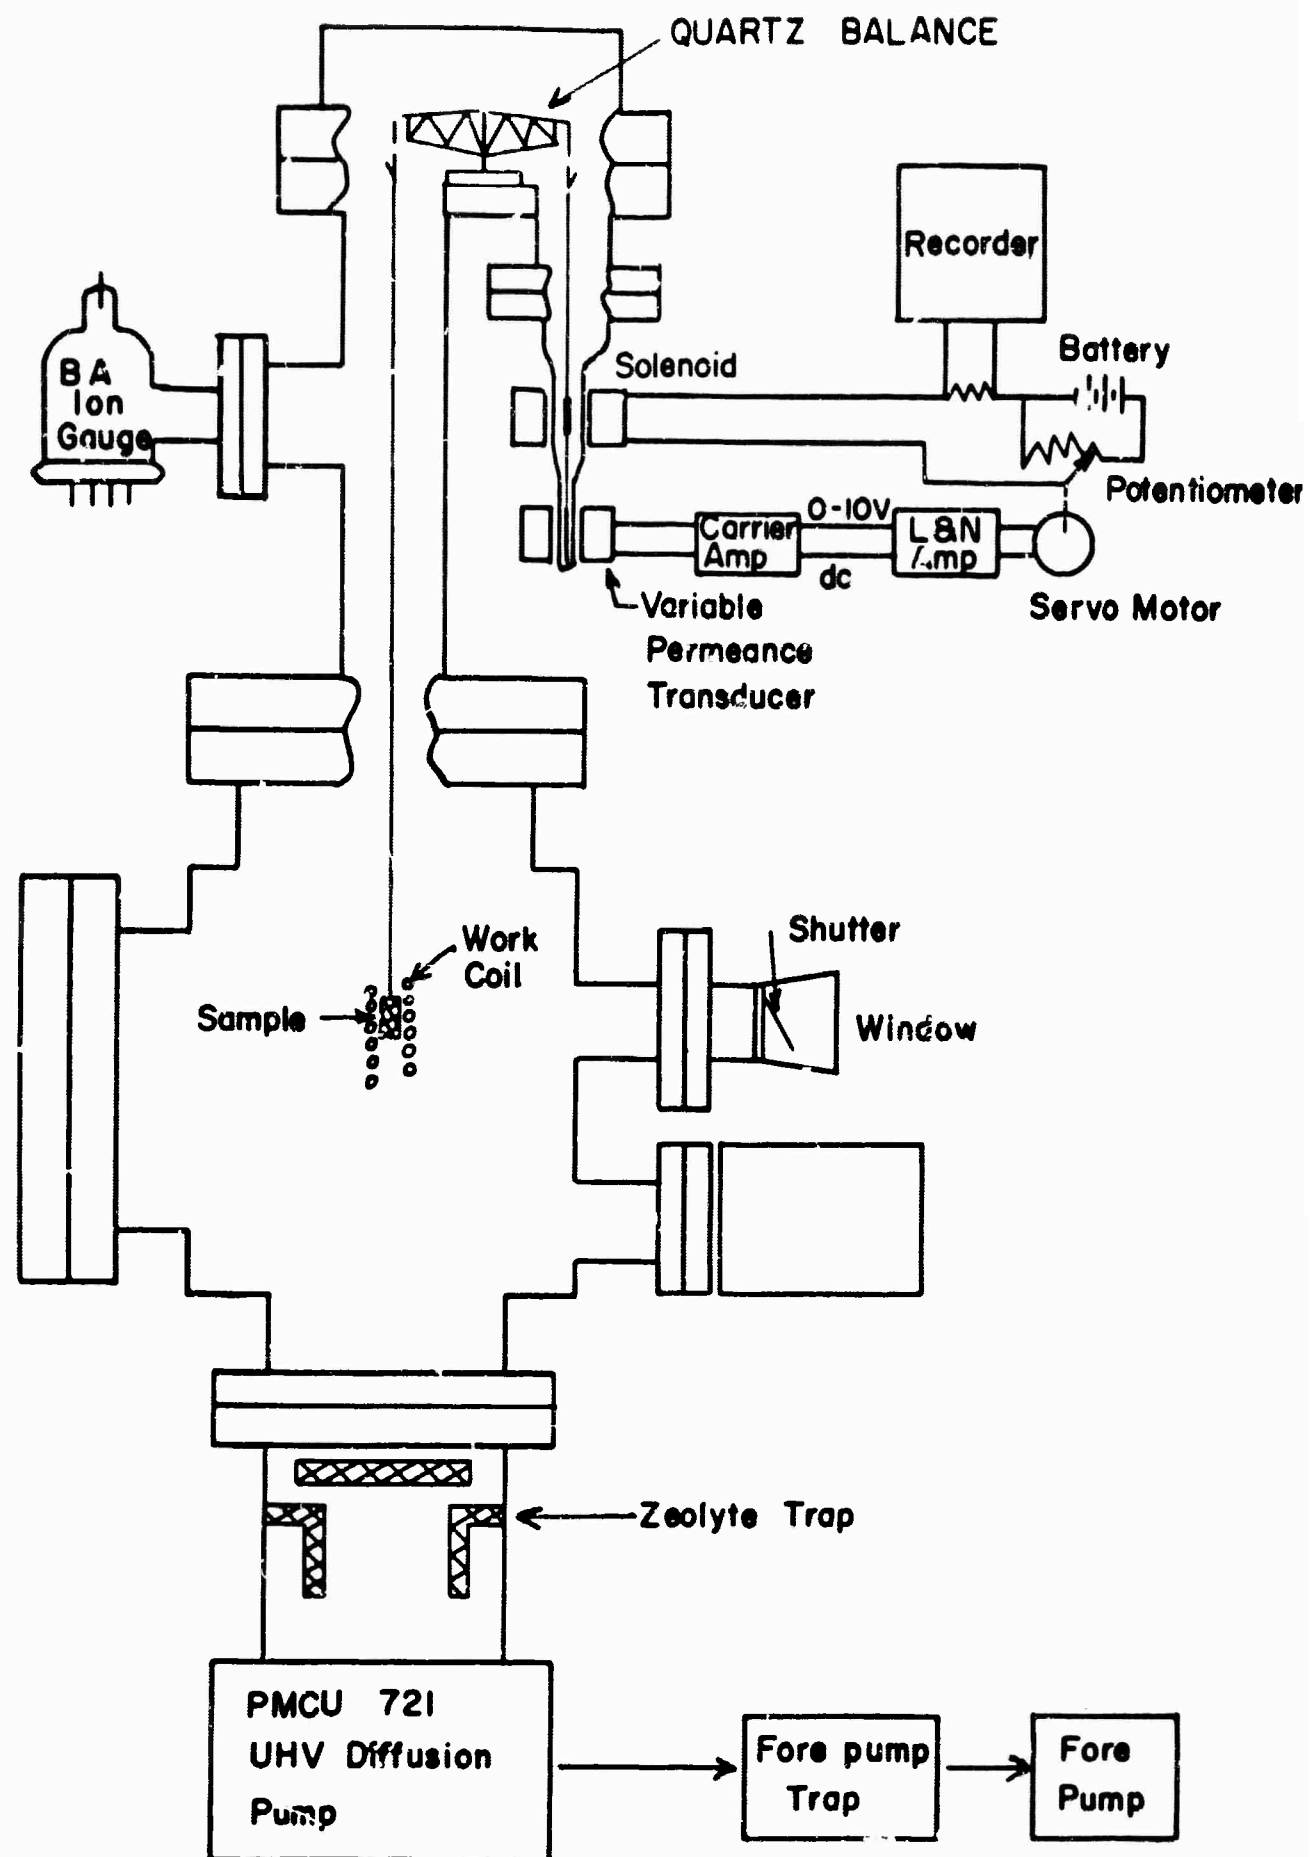 QUARTZ BALANCE
Recorder
BA
Ion
Gauge
Solenoid
Battery
Potentiometer
Carrier
Amp
0-10V
dc
L&N
Amp
Servo Motor
Variable
Permeance
Transducer
Work
Coil
Sample
Shutter
Window
Zeolyte Trap
PMCU 721
UHV Diffusion
Pump
Fore pump
Trap
Fore
Pump